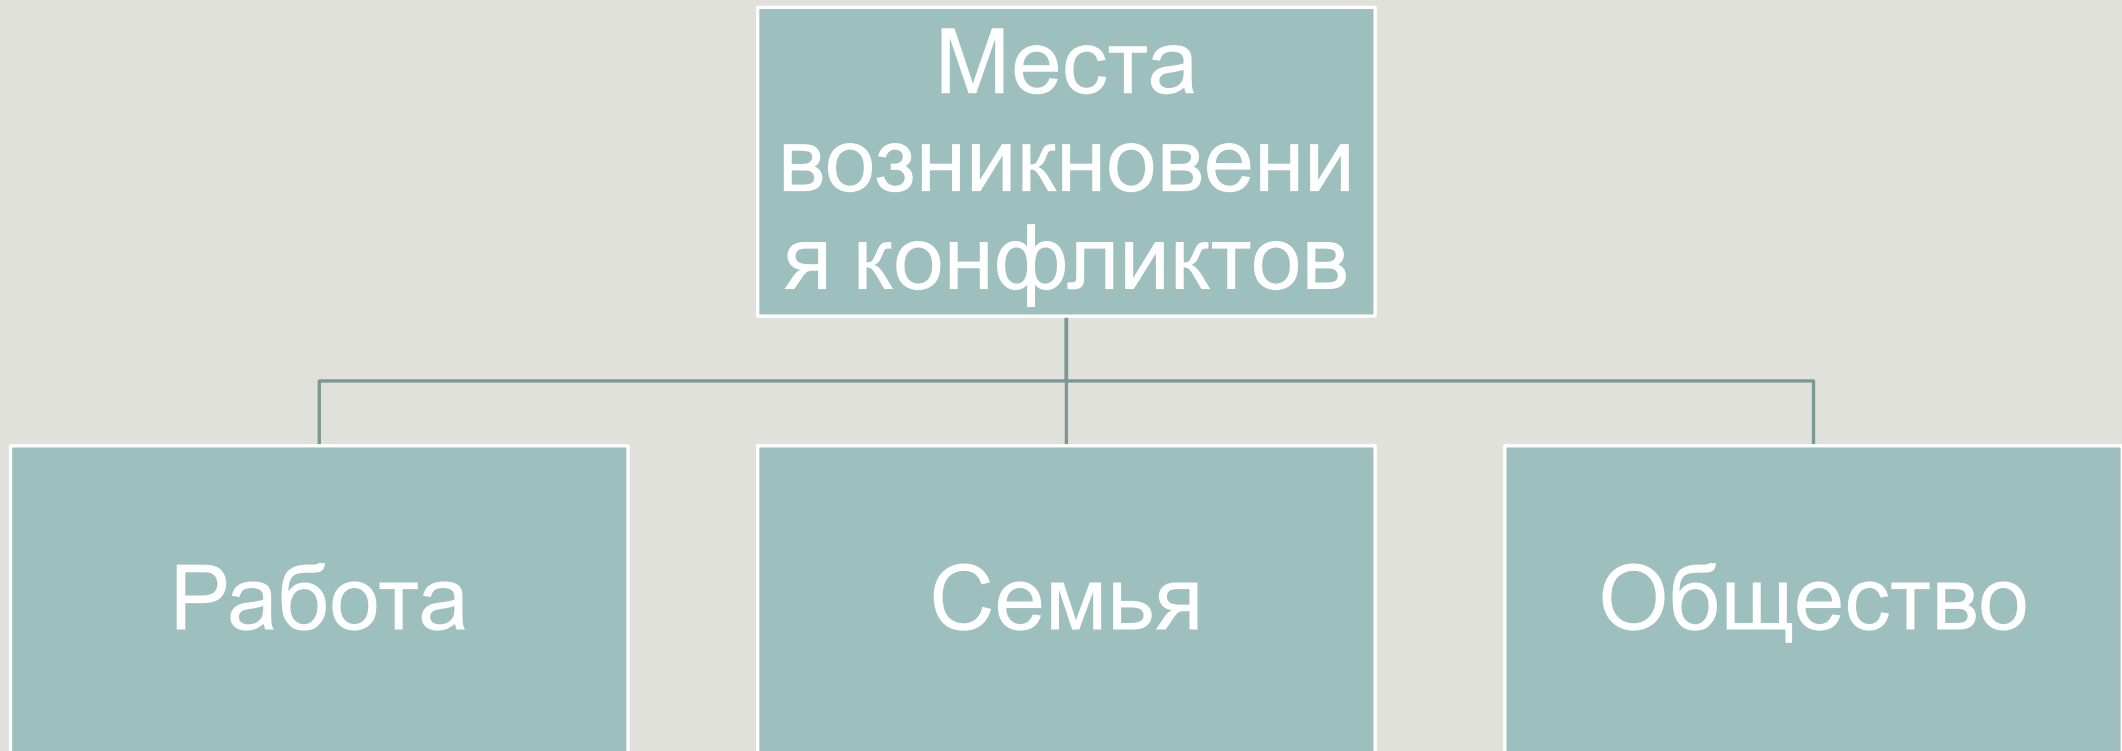 Места
возникновени
я конфликтов
Работа
Семья
Общество